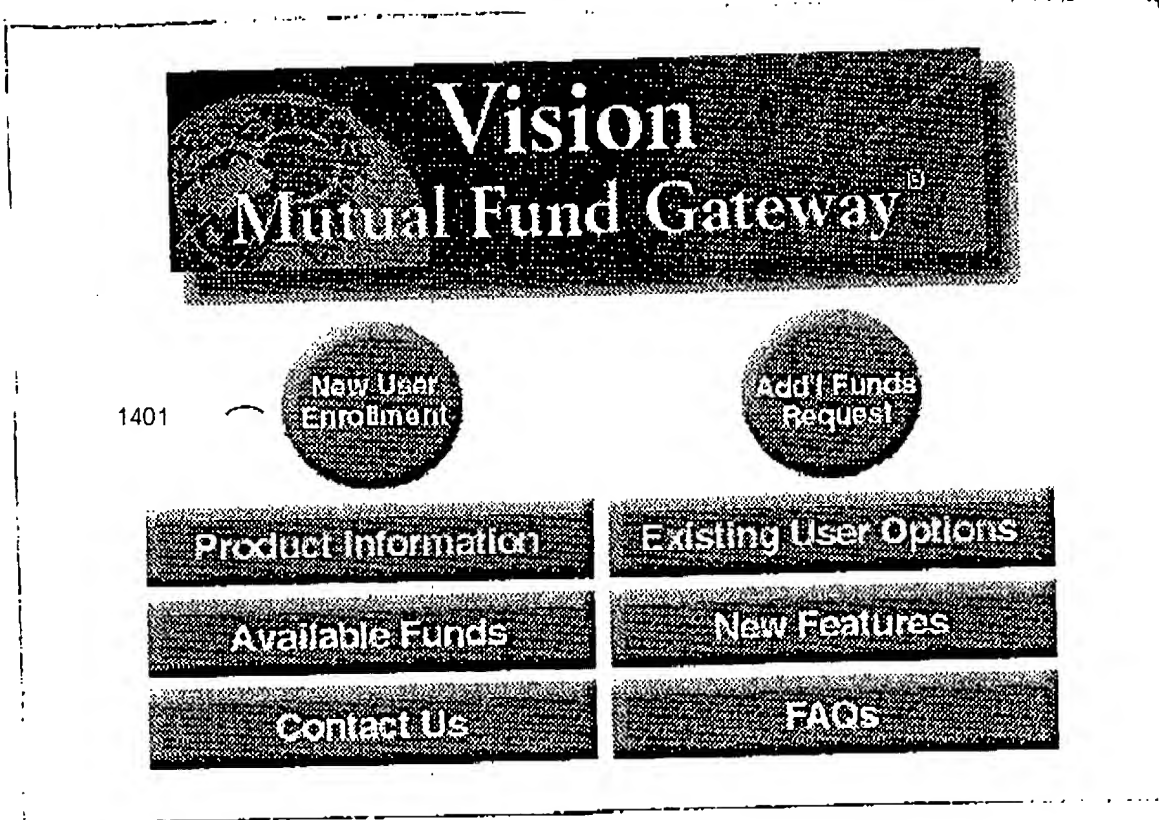 Vision
Mutual Fund Gateway®
New User
Enrollment
Add'l Funds
Request
1401
Product Information
Existing User Options
Available Funds
New Features
Contact Us
FAQs